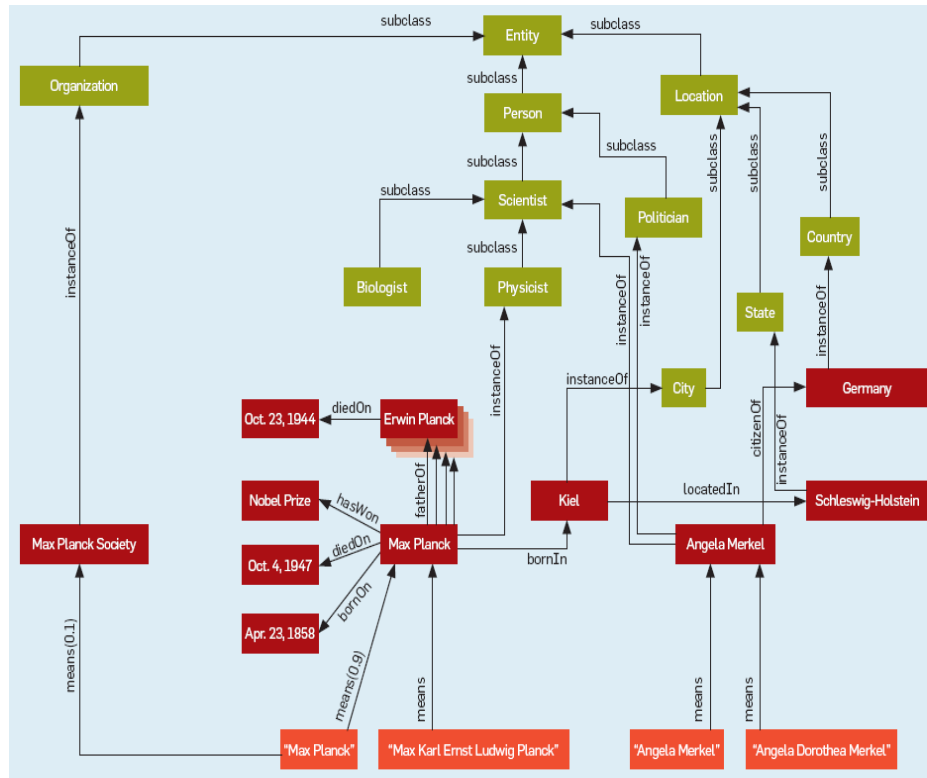 subclass
Entity
subclass
Organization
subclass
Location
Person
subclass
subclass
subclass
subclass
subclass
subclass
Scientist
Politician
Country
instanceOf
subclass
Biologist
Physicist
instanceOf
instanceOf
State
instanceOf
instanceOf
instanceOf
City
Germany
Oct. 23, 1944
diedOn
Erwin Planck
citizenOf
instanceOf
fatherOf
Nobel Prize
hasWon
Kiel
locatedIn
Schleswig-Holstein
Max Planck Society
diedOn
Max Planck
bornIn
Angela Merkel
Oct. 4, 1947
bornOn
Apr. 23, 1858
means(0.1)
means(0.9)
means
means
means
"Max Planck"
"Max Karl Ernst Ludwig Planck"
"Angela Merkel"
"Angela Dorothea Merkel"